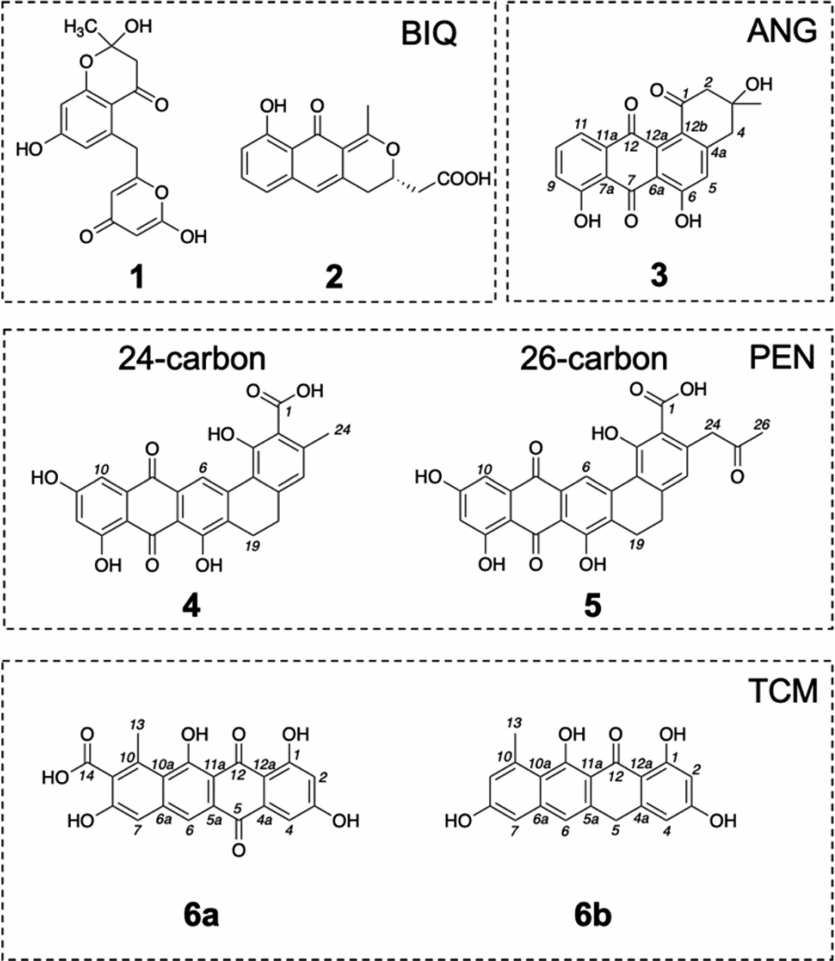 BIQ
H₃C OH
O
O
HO
O
O
OH
1
OH O
O
COOH
2
ANG
O 1 2 OH
O
11 11a 12 12a 12b 4
4a
9 7a 7 6a 6 5
OH O OH
3
24-carbon
26-carbon
PEN
O OH
1
HO 24
O
HO 10 6
19
OH O OH
4
O OH
1
HO 24 26
O
O
HO 10 6
19
OH O OH
5
TCM
O 13 OH O OH
14 10 10a 11a 12 12a 1 2
HO
HO 7 6a 6 5a 5 4a 4 OH
O
6a
13 OH O OH
10 10a 11a 12 12a 1 2
HO 7 6a 6 5a 5 4a 4 OH
6b